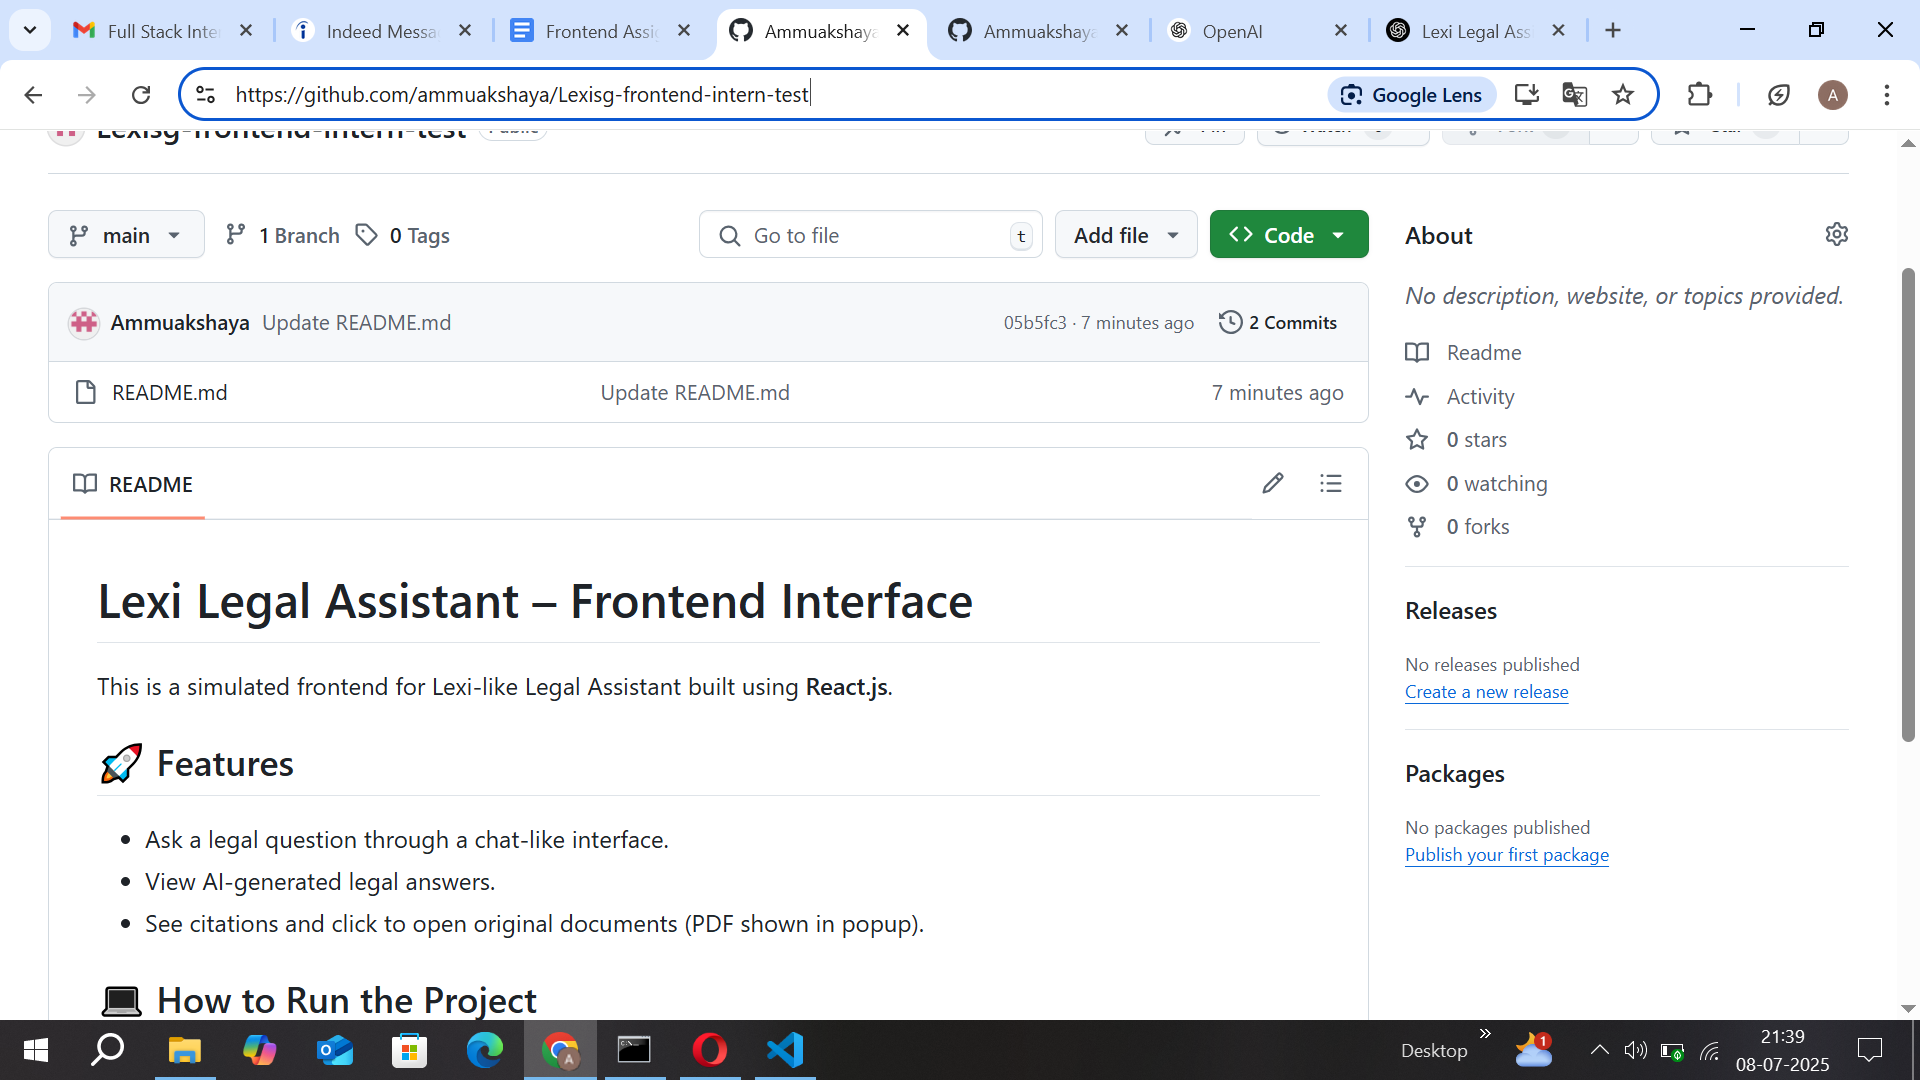 Full Stack Inte
Indeed Messa
Frontend Assig
Ammuakshaya
Ammuakshaya
OpenAI
Lexi Legal Ass
https://github.com/ammuakshaya/Lexisg-frontend-intern-test
Google Lens
A
Lexisg-frontend-intern-test Public
Pin
Watch
Fork
Star
main
1 Branch
0 Tags
Go to file
t
Add file
Code
About
Ammuakshaya Update README.md
05b5fc3 · 7 minutes ago
2 Commits
No description, website, or topics provided.
README.md
Update README.md
7 minutes ago
Readme
Activity
0 stars
0 watching
0 forks
README
Lexi Legal Assistant – Frontend Interface
This is a simulated frontend for Lexi-like Legal Assistant built using React.js.
🚀 Features
• Ask a legal question through a chat-like interface.
• View AI-generated legal answers.
• See citations and click to open original documents (PDF shown in popup).
💻 How to Run the Project
Releases
No releases published
Create a new release
Packages
No packages published
Publish your first package
A
Desktop
1
21:39
08-07-2025